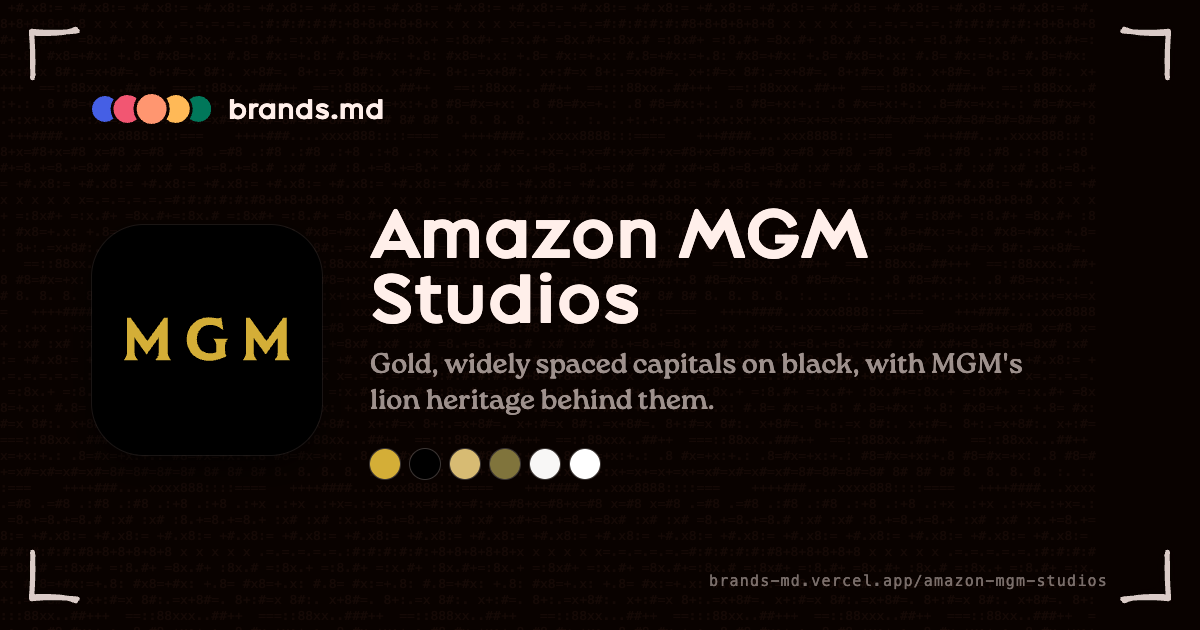 brands.md
Amazon MGM
Studios
MGM
Gold, widely spaced capitals on black, with MGM's
lion heritage behind them.
brands-md.vercel.app/amazon-mgm-studios